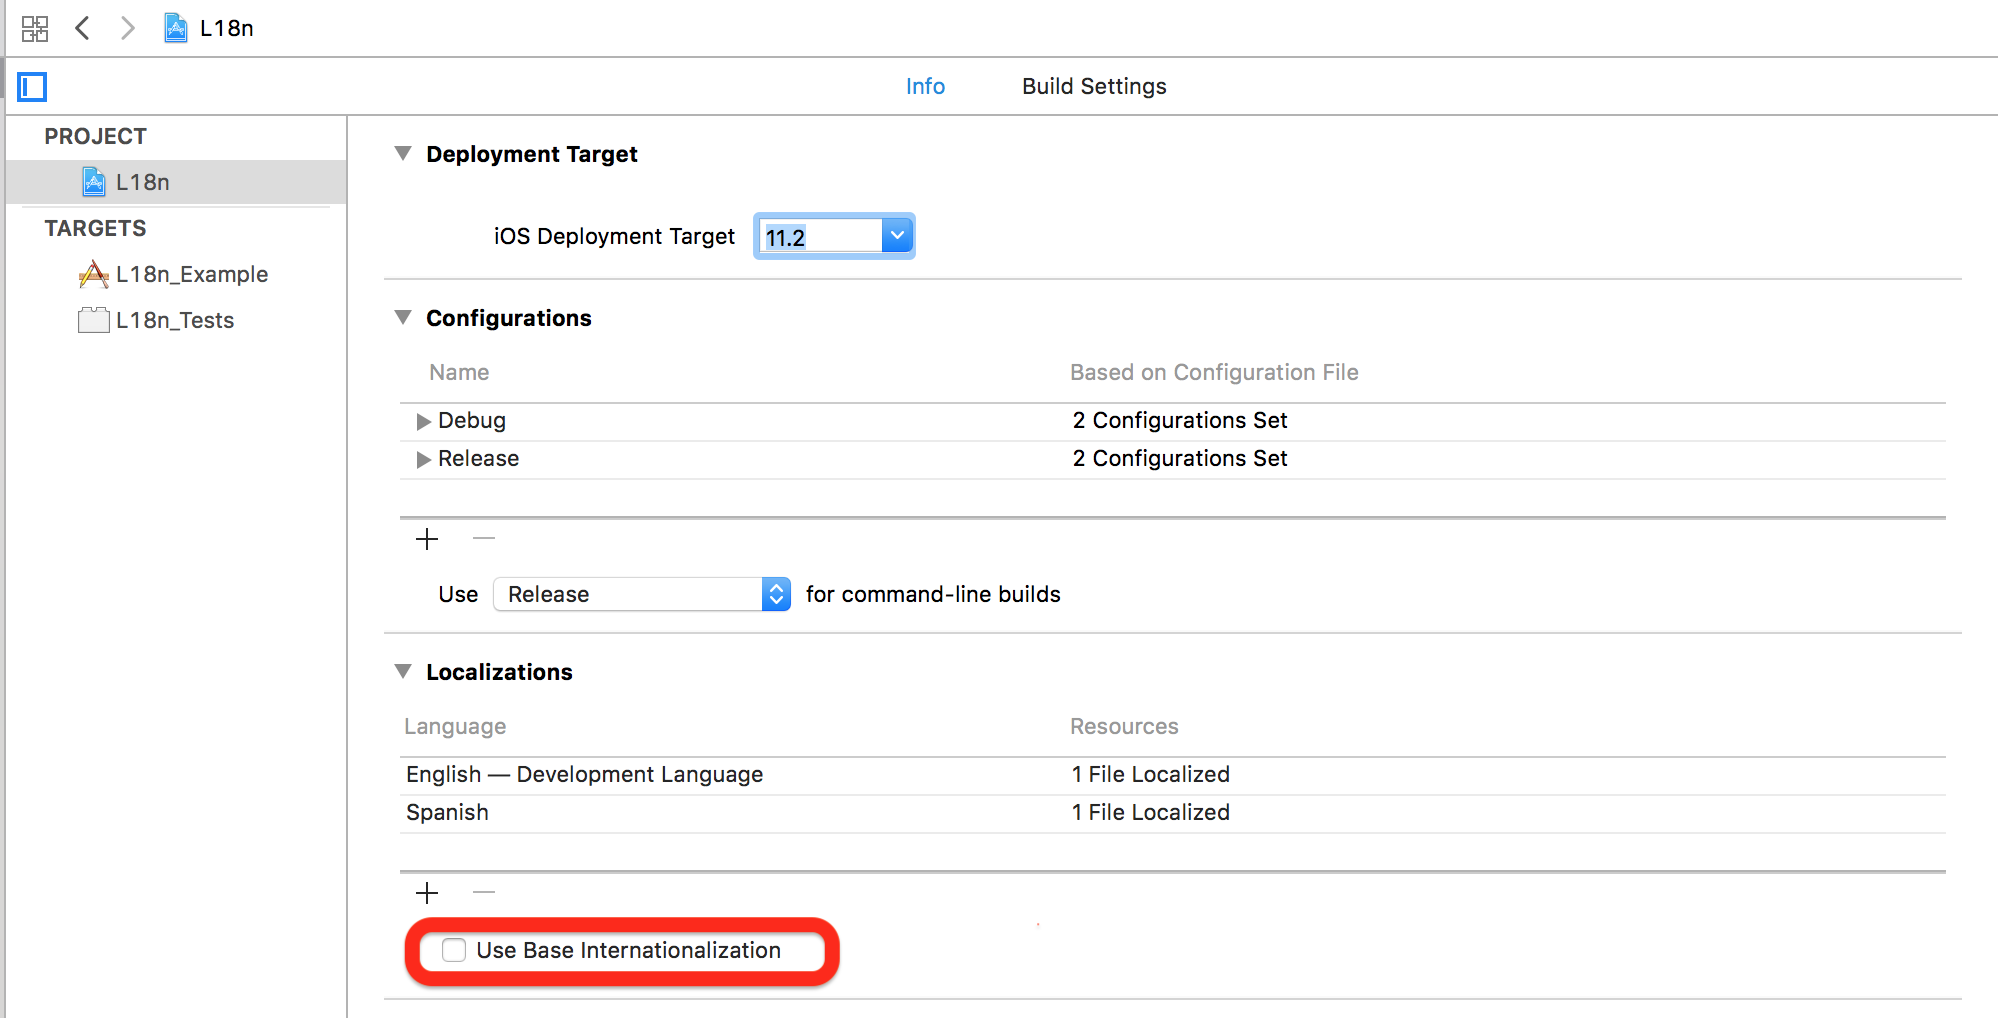 L18n
Info Build Settings
PROJECT
L18n
TARGETS
L18n_Example
L18n_Tests
Deployment Target
iOS Deployment Target 11.2
Configurations
Name Based on Configuration File
Debug 2 Configurations Set
Release 2 Configurations Set
Use Release for command-line builds
Localizations
Language Resources
English — Development Language 1 File Localized
Spanish 1 File Localized
Use Base Internationalization